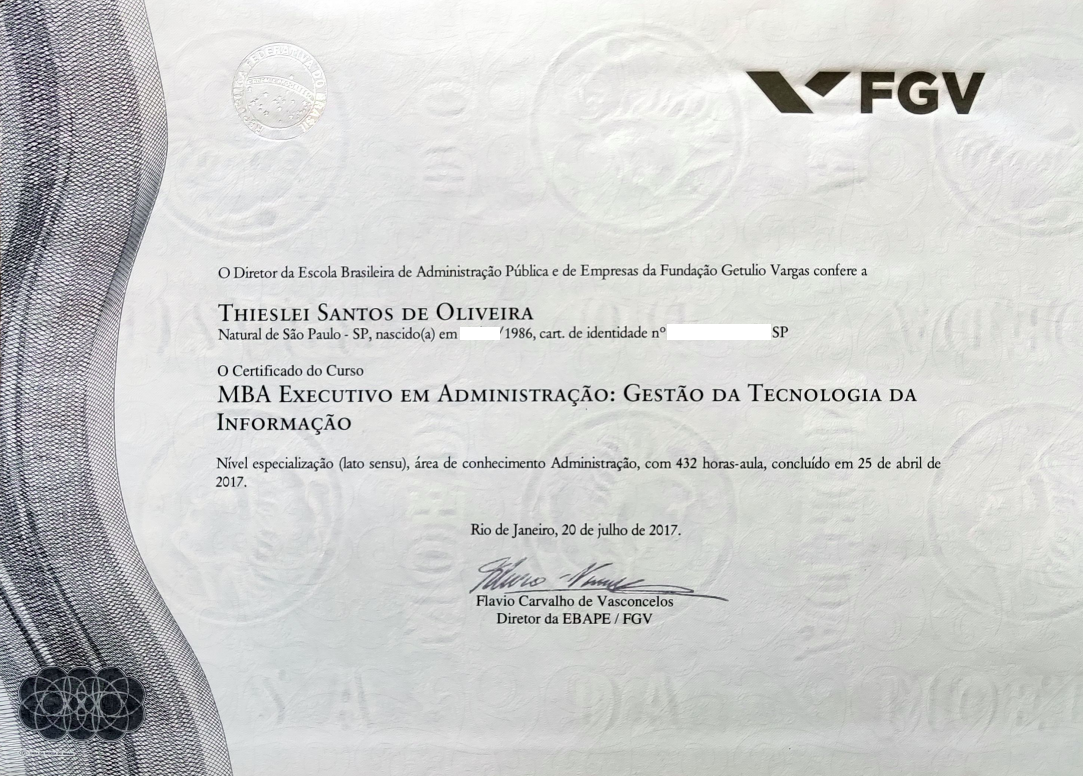 FGV
O Diretor da Escola Brasileira de Administração Pública e de Empresas da Fundação Getulio Vargas confere a
Thieslei Santos de Oliveira
Natural de São Paulo - SP, nascido(a) em /1986, cart. de identidade nº SP
O Certificado do Curso
MBA Executivo em Administração: Gestão da Tecnologia da
Informação
Nível especialização (lato sensu), área de conhecimento Administração, com 432 horas-aula, concluído em 25 de abril de
2017.
Rio de Janeiro, 20 de julho de 2017.
Flavio Carvalho de Vasconcelos
Diretor da EBAPE / FGV